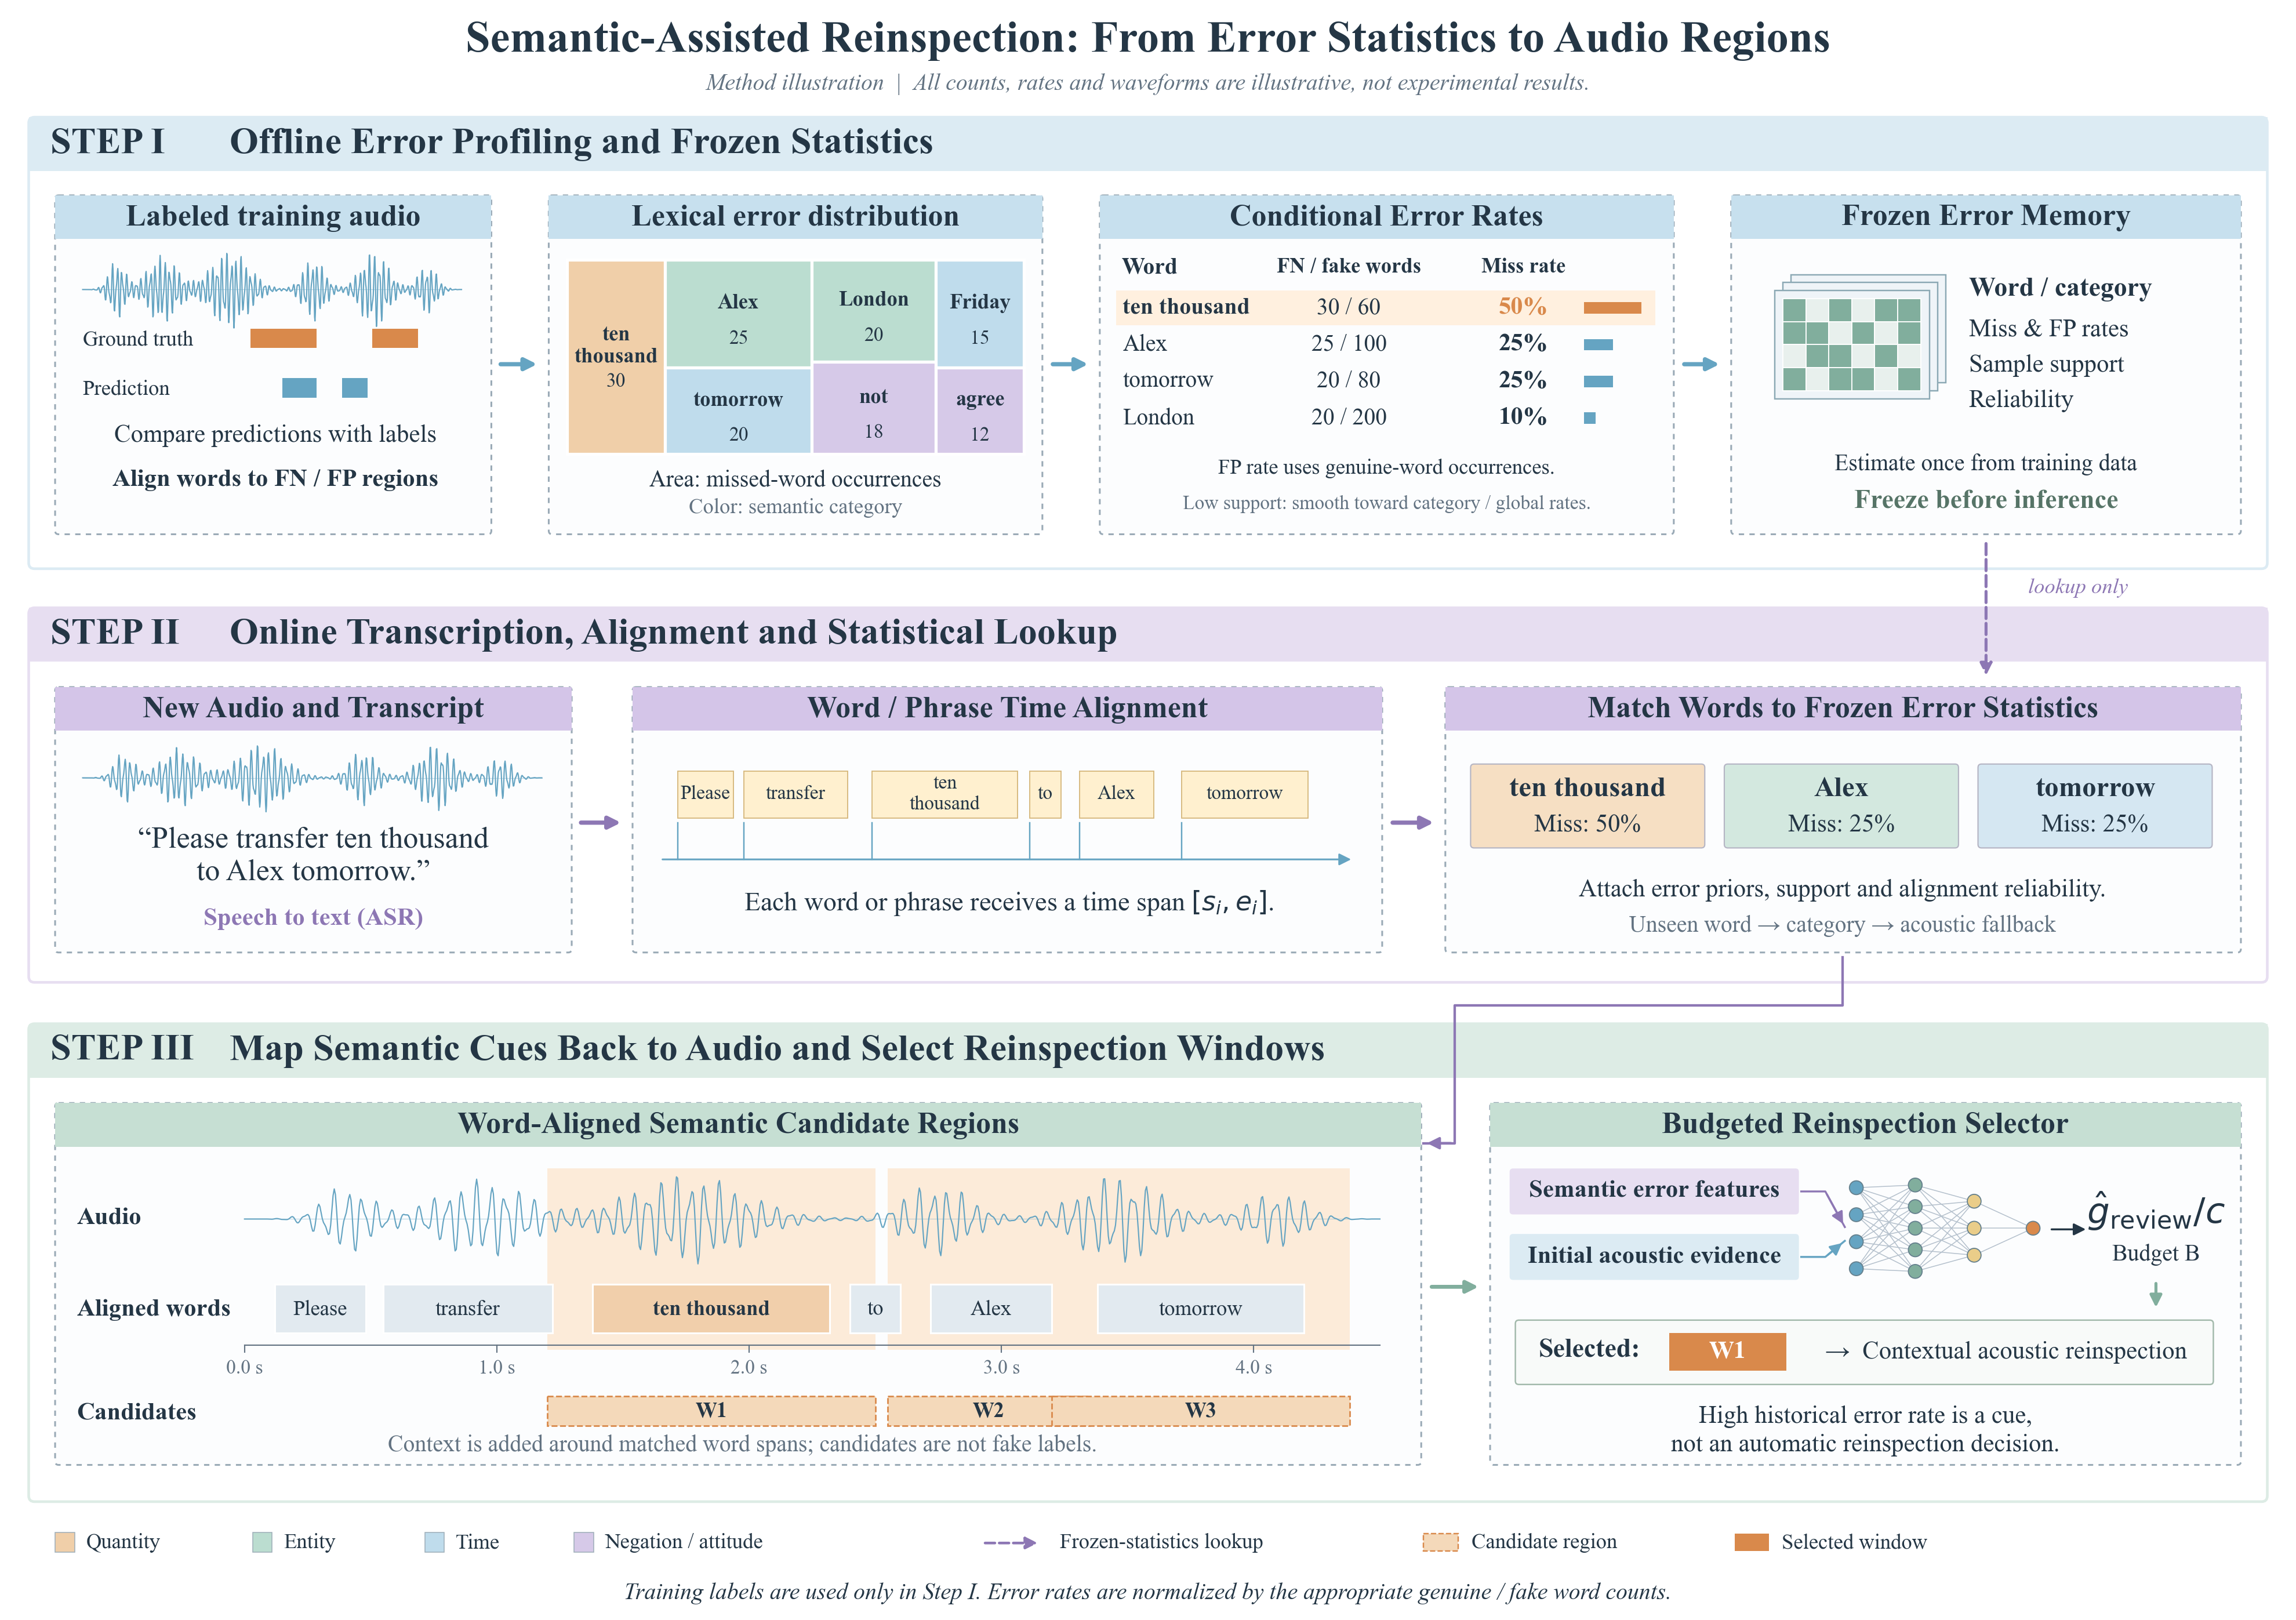 Semantic-Assisted Reinspection: From Error Statistics to Audio Regions
Method illustration | All counts, rates and waveforms are illustrative, not experimental results.
STEP I Offline Error Profiling and Frozen Statistics
Labeled training audio
Ground truth
Prediction
Compare predictions with labels
Align words to FN / FP regions
Lexical error distribution
ten
thousand
30
Alex
25
London
20
Friday
15
tomorrow
20
not
18
agree
12
Area: missed-word occurrences
Color: semantic category
Conditional Error Rates
Word FN / fake words Miss rate
ten thousand 30 / 60 50%
Alex 25 / 100 25%
tomorrow 20 / 80 25%
London 20 / 200 10%
FP rate uses genuine-word occurrences.
Low support: smooth toward category / global rates.
Frozen Error Memory
Word / category
Miss & FP rates
Sample support
Reliability
Estimate once from training data
Freeze before inference
lookup only
STEP II Online Transcription, Alignment and Statistical Lookup
New Audio and Transcript
“Please transfer ten thousand
to Alex tomorrow.”
Speech to text (ASR)
Word / Phrase Time Alignment
Please transfer ten thousand to Alex tomorrow
Each word or phrase receives a time span [sᵢ, eᵢ].
Match Words to Frozen Error Statistics
ten thousand
Miss: 50%
Alex
Miss: 25%
tomorrow
Miss: 25%
Attach error priors, support and alignment reliability.
Unseen word → category → acoustic fallback
STEP III Map Semantic Cues Back to Audio and Select Reinspection Windows
Word-Aligned Semantic Candidate Regions
Audio
Aligned words Please transfer ten thousand to Alex tomorrow
0.0 s 1.0 s 2.0 s 3.0 s 4.0 s
Candidates W1 W2 W3
Context is added around matched word spans; candidates are not fake labels.
Budgeted Reinspection Selector
Semantic error features
Initial acoustic evidence
ĝreview/c
Budget B
Selected: W1 → Contextual acoustic reinspection
High historical error rate is a cue,
not an automatic reinspection decision.
Quantity Entity Time Negation / attitude Frozen-statistics lookup Candidate region Selected window
Training labels are used only in Step I. Error rates are normalized by the appropriate genuine / fake word counts.